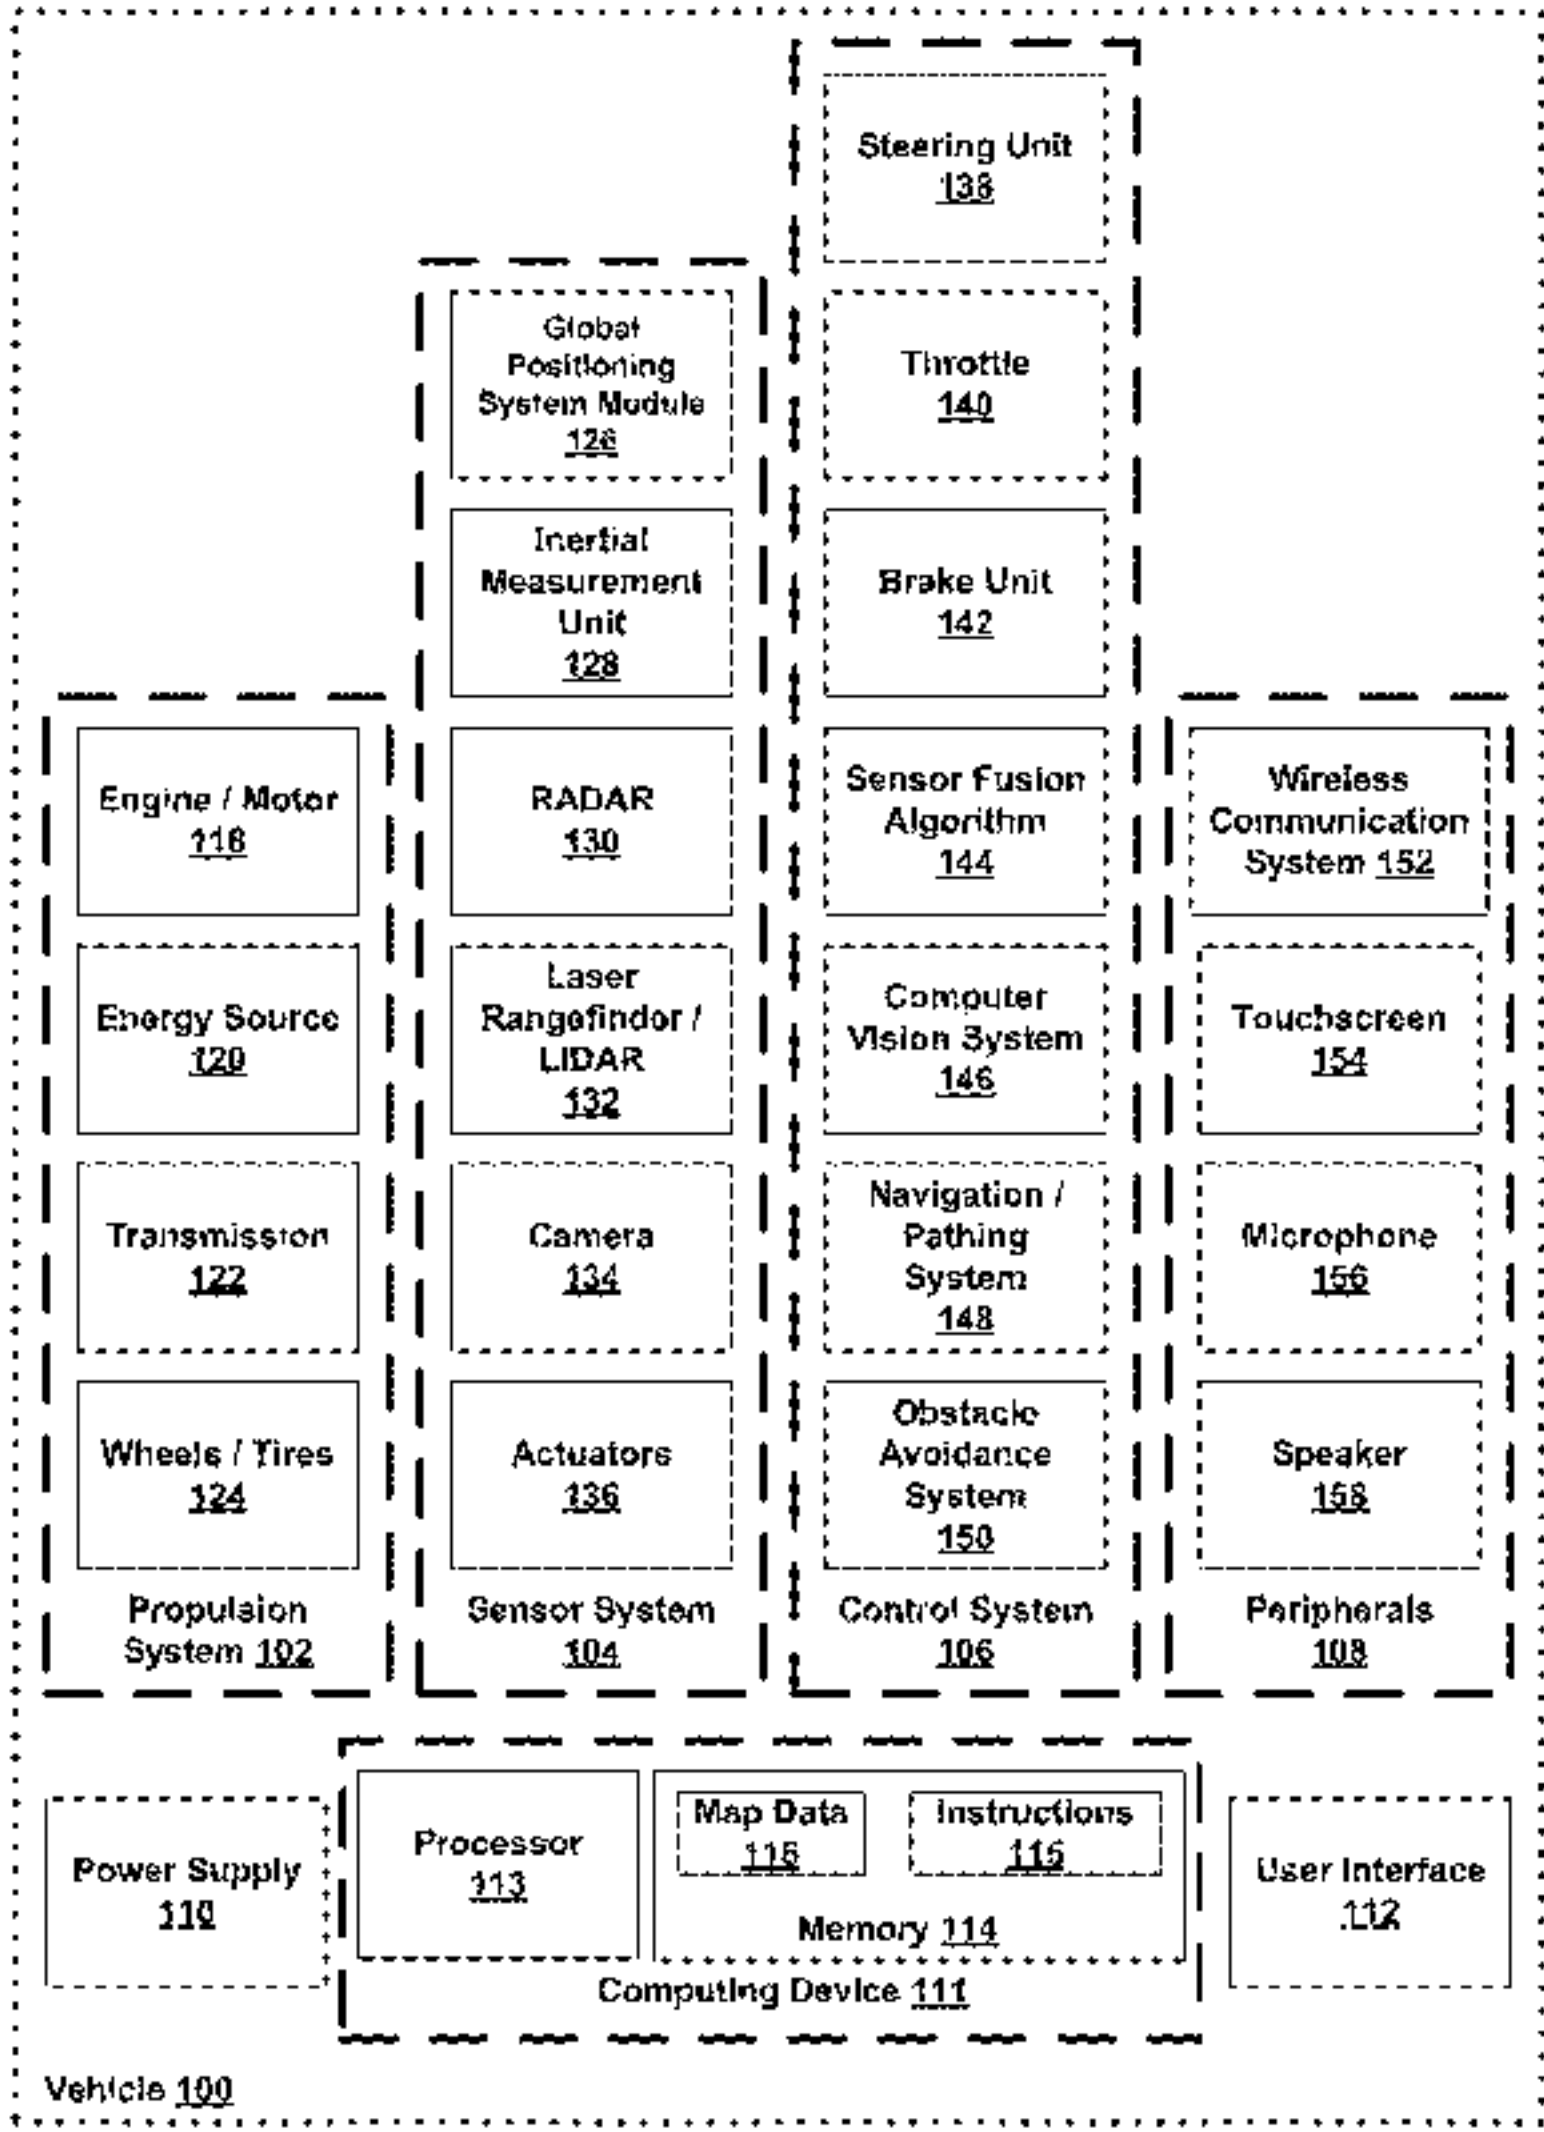 Steering Unit
138
Throttle
140
Brake Unit
142
Sensor Fusion
Algorithm
144
Computer
Vision System
146
Navigation /
Pathing
System
148
Obstacle
Avoidance
System
150
Control System
106
Global
Positioning
System Module
126
Inertial
Measurement
Unit
128
RADAR
130
Laser
Rangefinder /
LIDAR
132
Camera
134
Actuators
136
Sensor System
104
Engine / Motor
118
Energy Source
120
Transmission
122
Wheels / Tires
124
Propulsion
System 102
Wireless
Communication
System 152
Touchscreen
154
Microphone
156
Speaker
158
Peripherals
108
Power Supply
110
Processor
113
Map Data
116
Instructions
115
Memory 114
Computing Device 111
User Interface
112
Vehicle 100